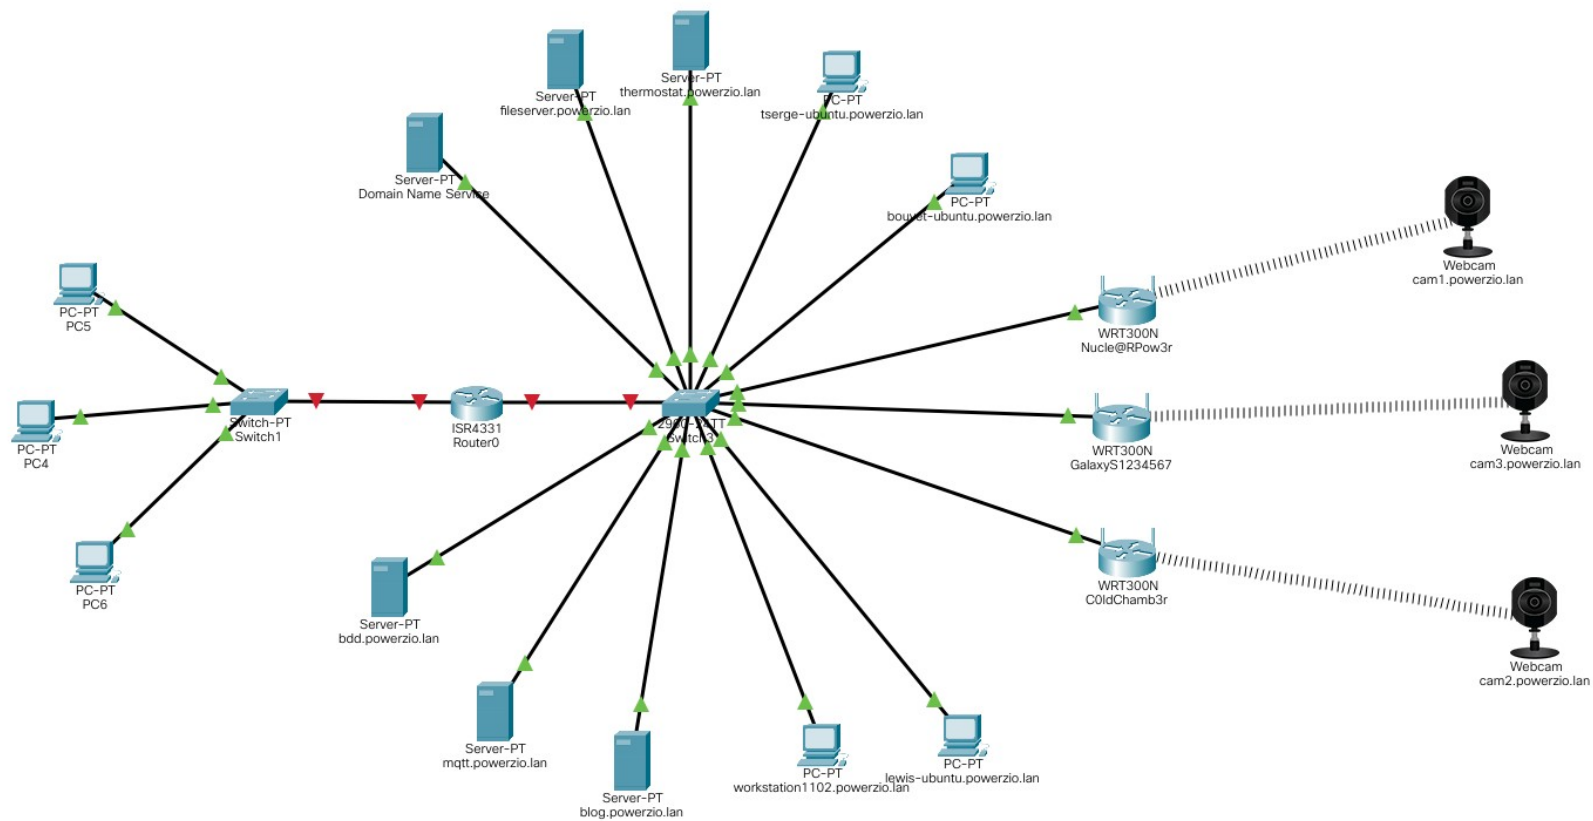 Server-PT
thermostat.powerzio.lan
Server-PT
fileserver.powerzio.lan
PC-PT
tserge-ubuntu.powerzio.lan
Server-PT
Domain Name Service
PC-PT
bouvet-ubuntu.powerzio.lan
Webcam
cam1.powerzio.lan
PC-PT
PC5
WRT300N
Nucle@RPow3r
Switch-PT
Switch1
ISR4331
Router0
2960-24TT
Switch3
PC-PT
PC4
WRT300N
GalaxyS1234567
Webcam
cam3.powerzio.lan
PC-PT
PC6
WRT300N
C0ldChamb3r
Server-PT
bdd.powerzio.lan
Webcam
cam2.powerzio.lan
Server-PT
mqtt.powerzio.lan
Server-PT
blog.powerzio.lan
PC-PT
workstation1102.powerzio.lan
PC-PT
lewis-ubuntu.powerzio.lan